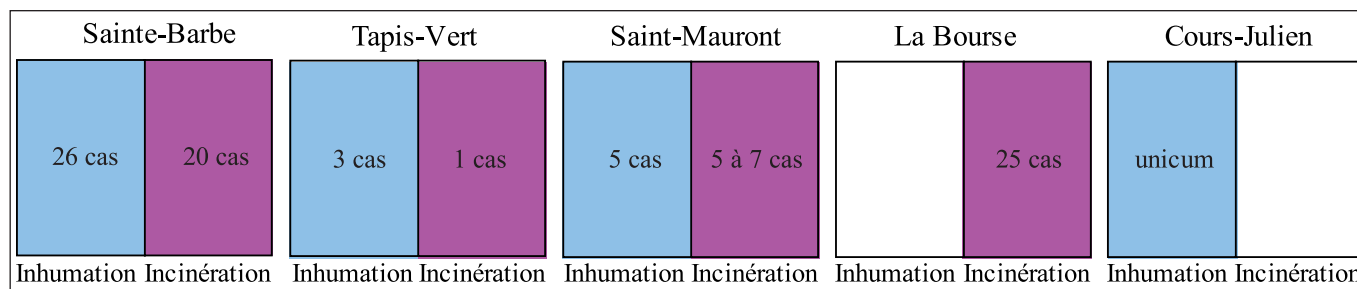 Sainte-Barbe Tapis-Vert Saint-Mauront La Bourse Cours-Julien
26 cas 20 cas 3 cas 1 cas 5 cas 5 à 7 cas 25 cas unicum
Inhumation Incinération Inhumation Incinération Inhumation Incinération Inhumation Incinération Inhumation Incinération